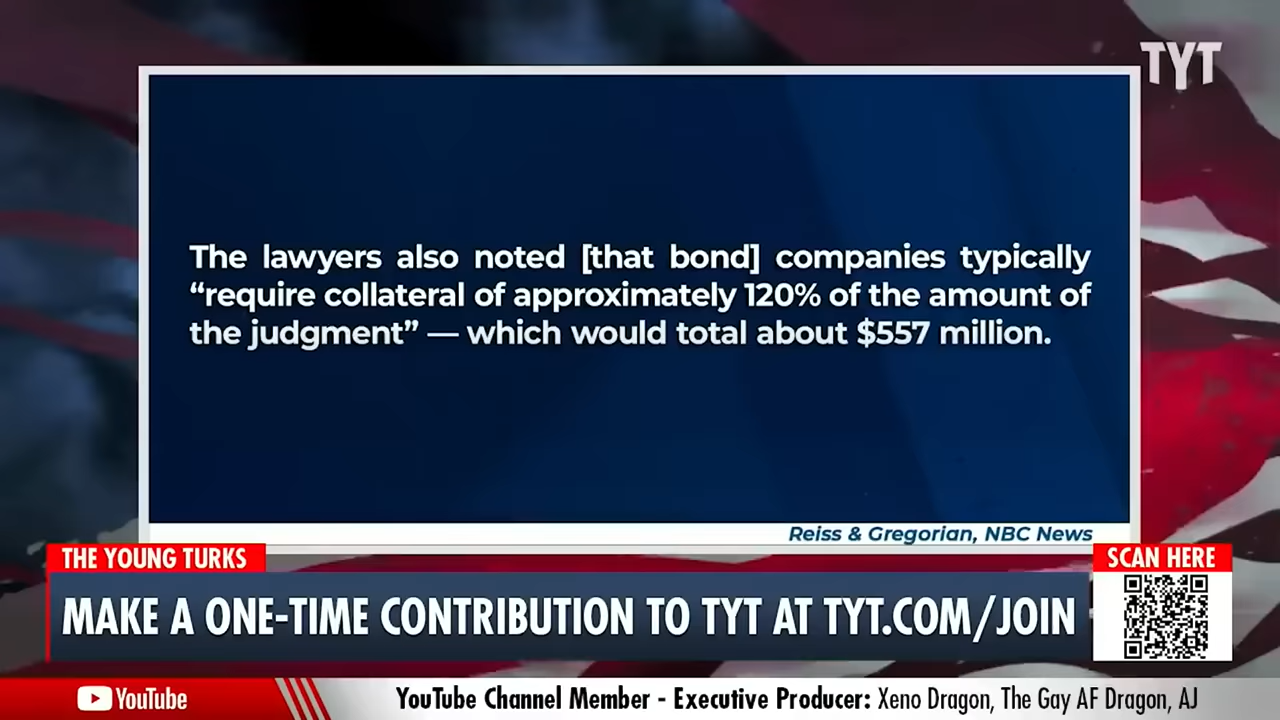 TYT
The lawyers also noted [that bond] companies typically
“require collateral of approximately 120% of the amount of
the judgment” — which would total about $557 million.
Reiss & Gregorian, NBC News
THE YOUNG TURKS
SCAN HERE
MAKE A ONE-TIME CONTRIBUTION TO TYT AT TYT.COM/JOIN
YouTube
YouTube Channel Member - Executive Producer: Xeno Dragon, The Gay AF Dragon, AJ